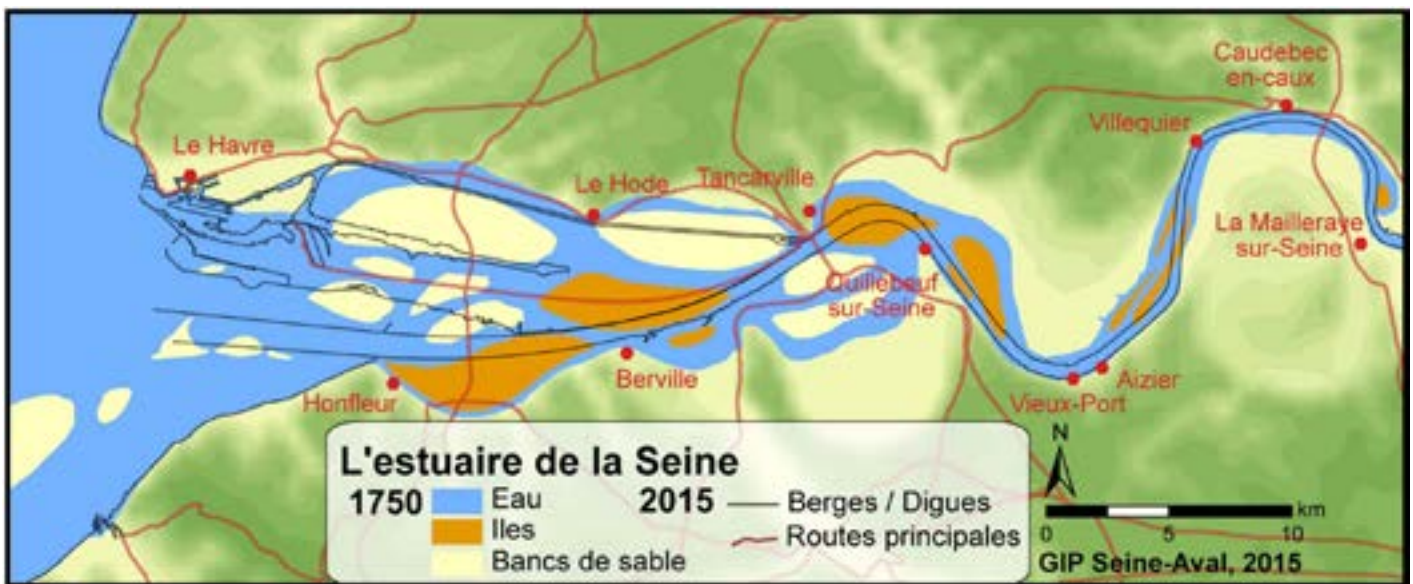 Caudebec
en-caux
Villequier
Le Havre
Le Hode
Tancarville
La Mailleraye
sur-Seine
Quillebeuf
sur-Seine
Berville
Aizier
Honfleur
Vieux-Port
L'estuaire de la Seine
1750 Eau 2015 Berges / Digues
Iles Routes principales
Bancs de sable
N
km
0 5 10
GIP Seine-Aval, 2015